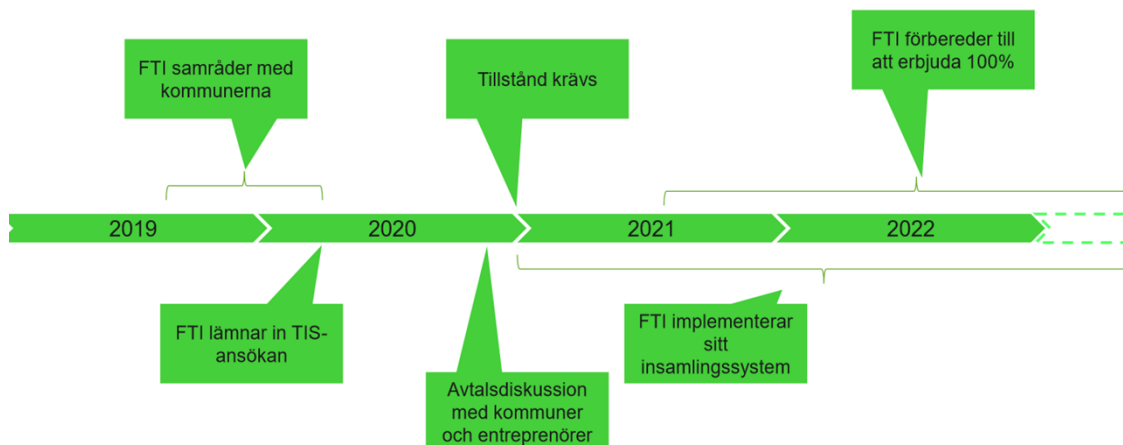 FTI samråder med
kommunerna
Tillstånd krävs
FTI förbereder till
att erbjuda 100%
2019
2020
2021
2022
FTI lämnar in TIS-
ansökan
Avtalsdiskussion
med kommuner
och entreprenörer
FTI implementerar
sitt
insamlingssystem